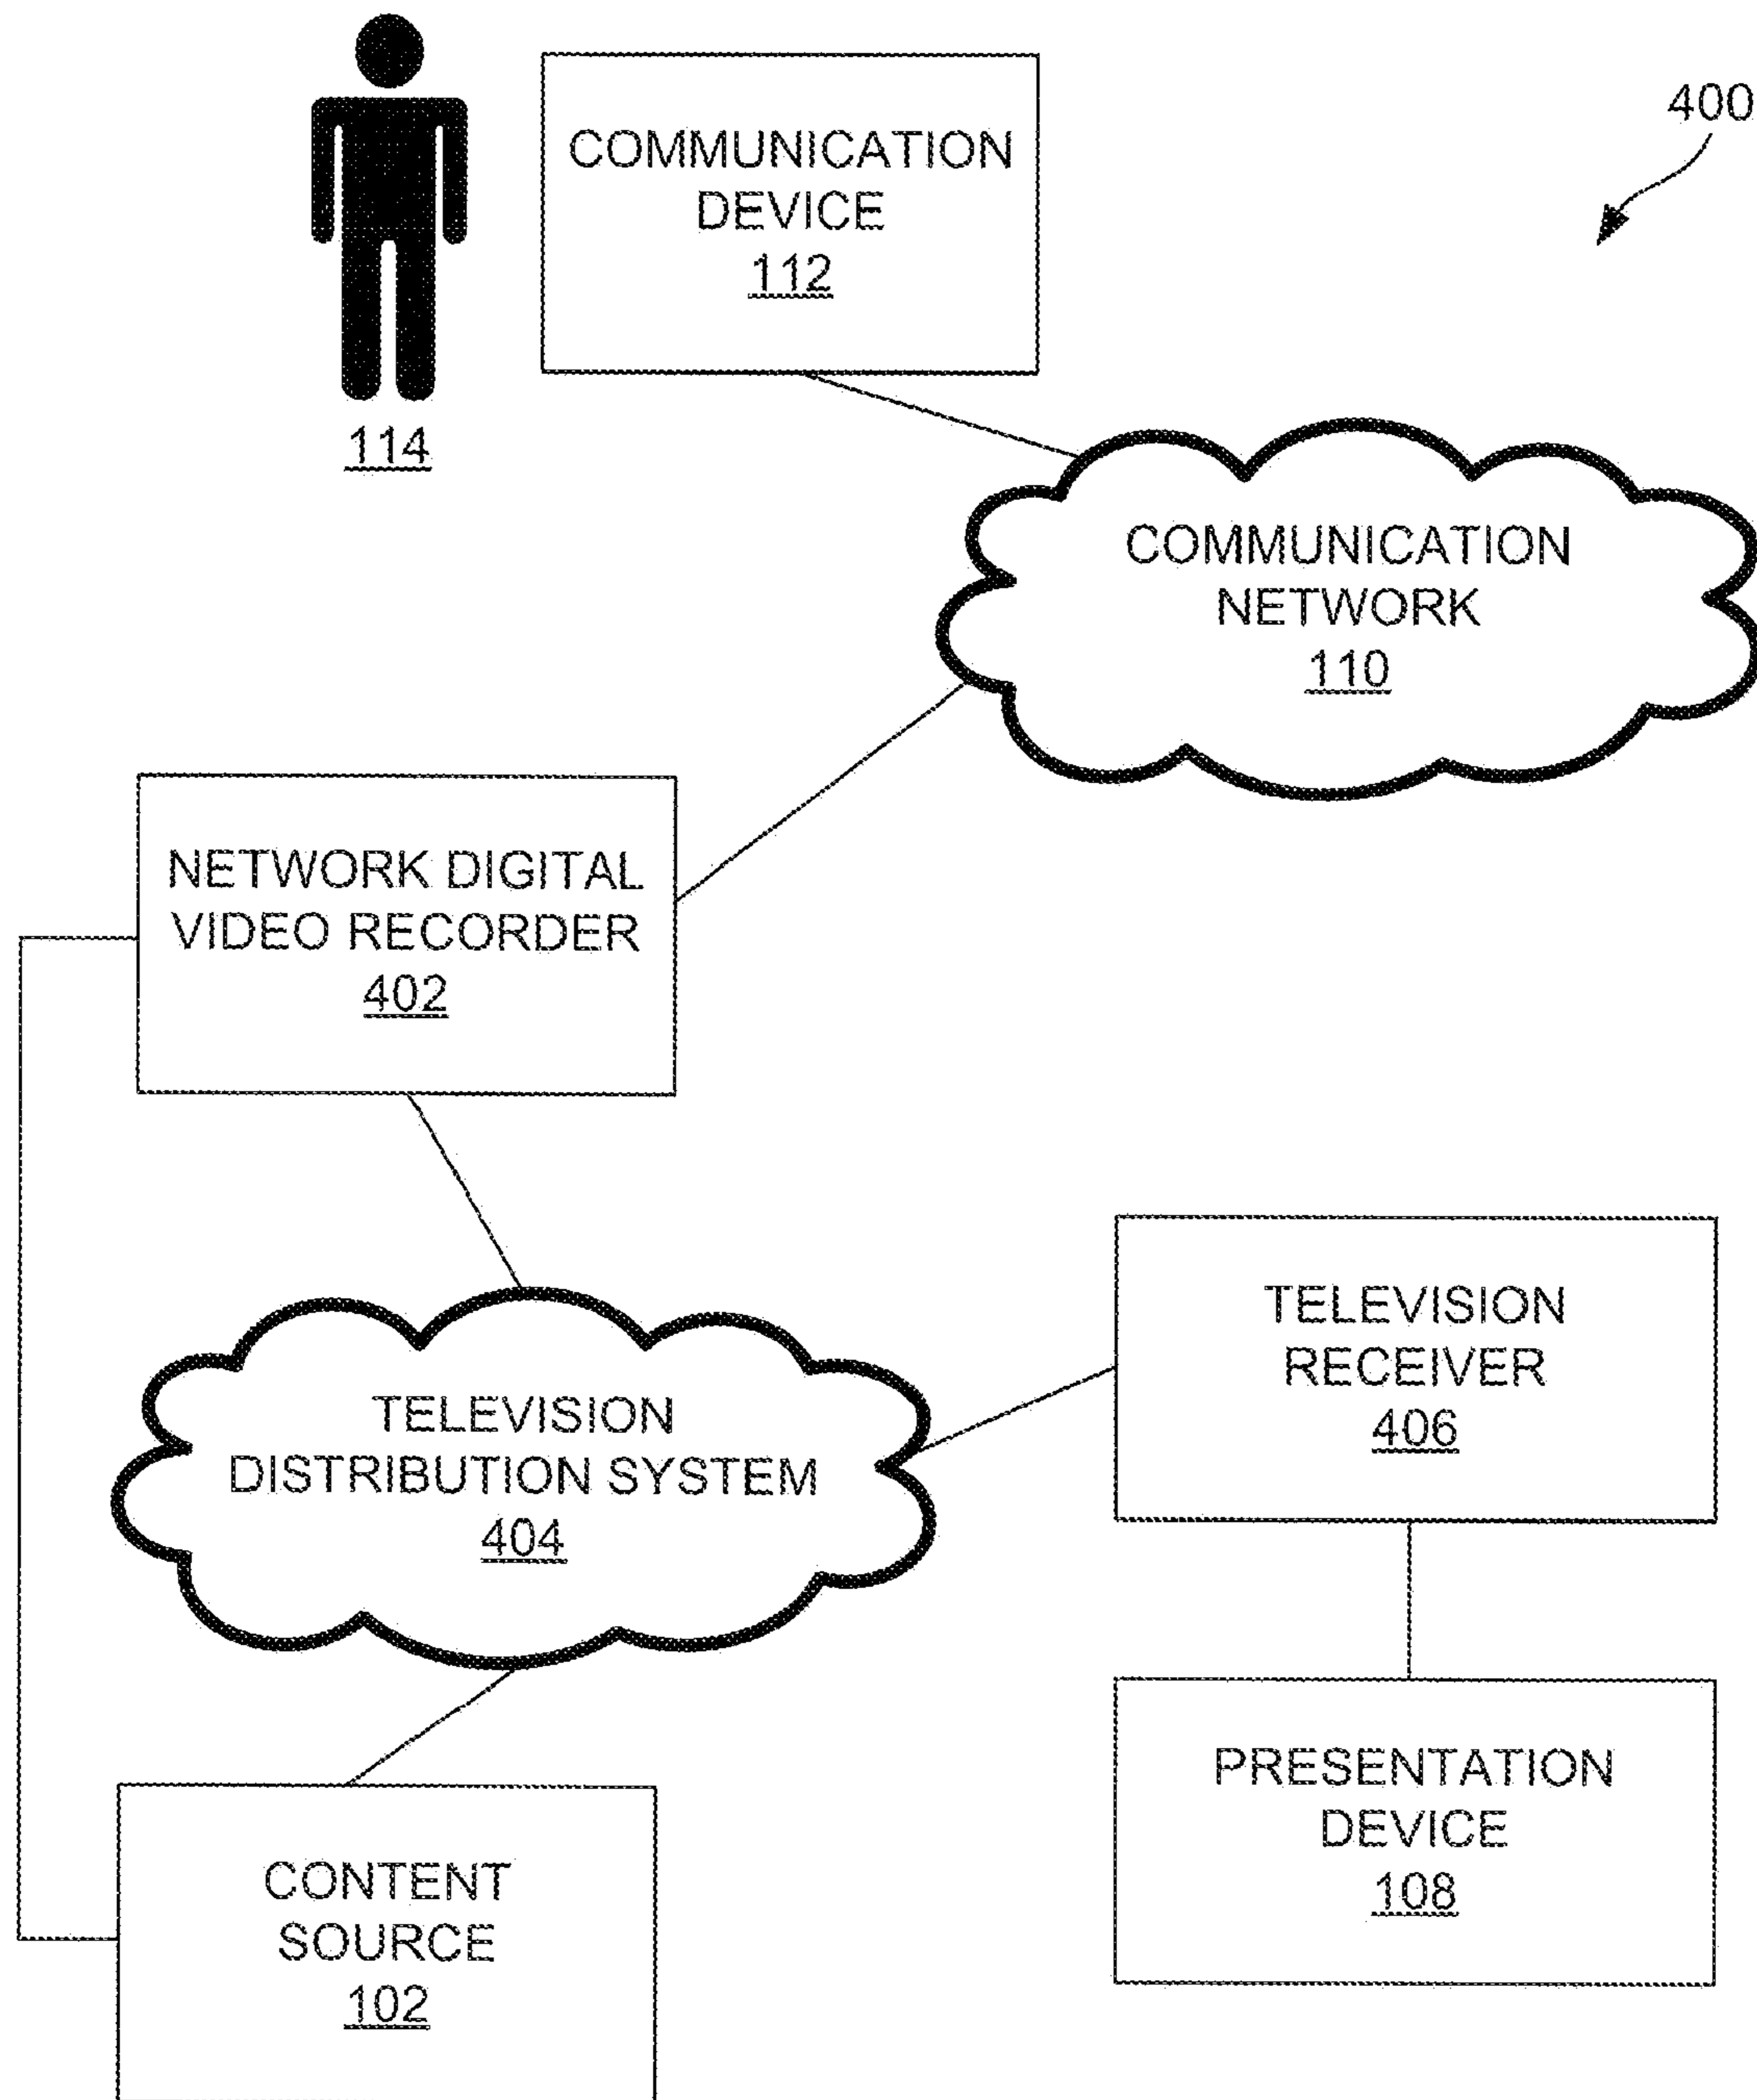 400
COMMUNICATION
DEVICE
112
114
COMMUNICATION
NETWORK
110
NETWORK DIGITAL
VIDEO RECORDER
402
TELEVISION
RECEIVER
406
TELEVISION
DISTRIBUTION SYSTEM
404
PRESENTATION
DEVICE
108
CONTENT
SOURCE
102